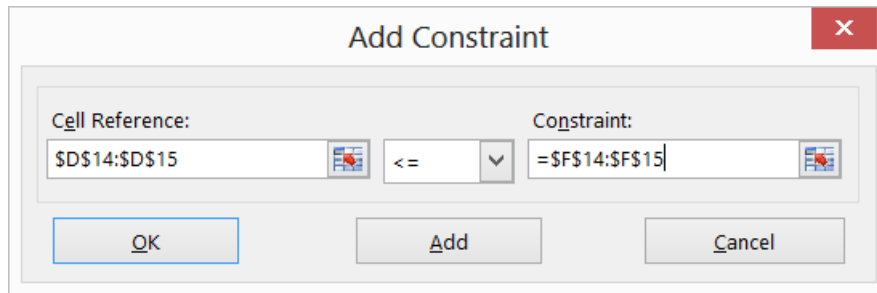 Add Constraint
x
Cell Reference:
Constraint:
$D$14:$D$15
<=
=$F$14:$F$15
OK
Add
Cancel